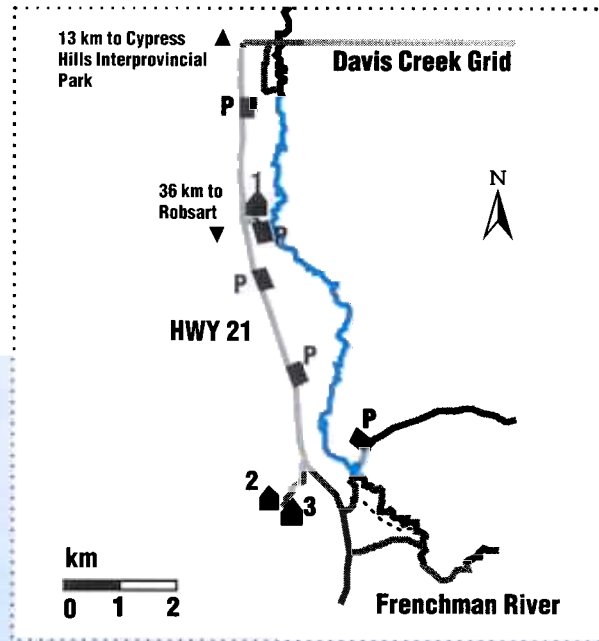 13 km to Cypress
Hills Interprovincial
Park
Davis Creek Grid
P
N
1
36 km to
Robsart
P
P
HWY 21
P
P
2
3
km
0 1 2
Frenchman River